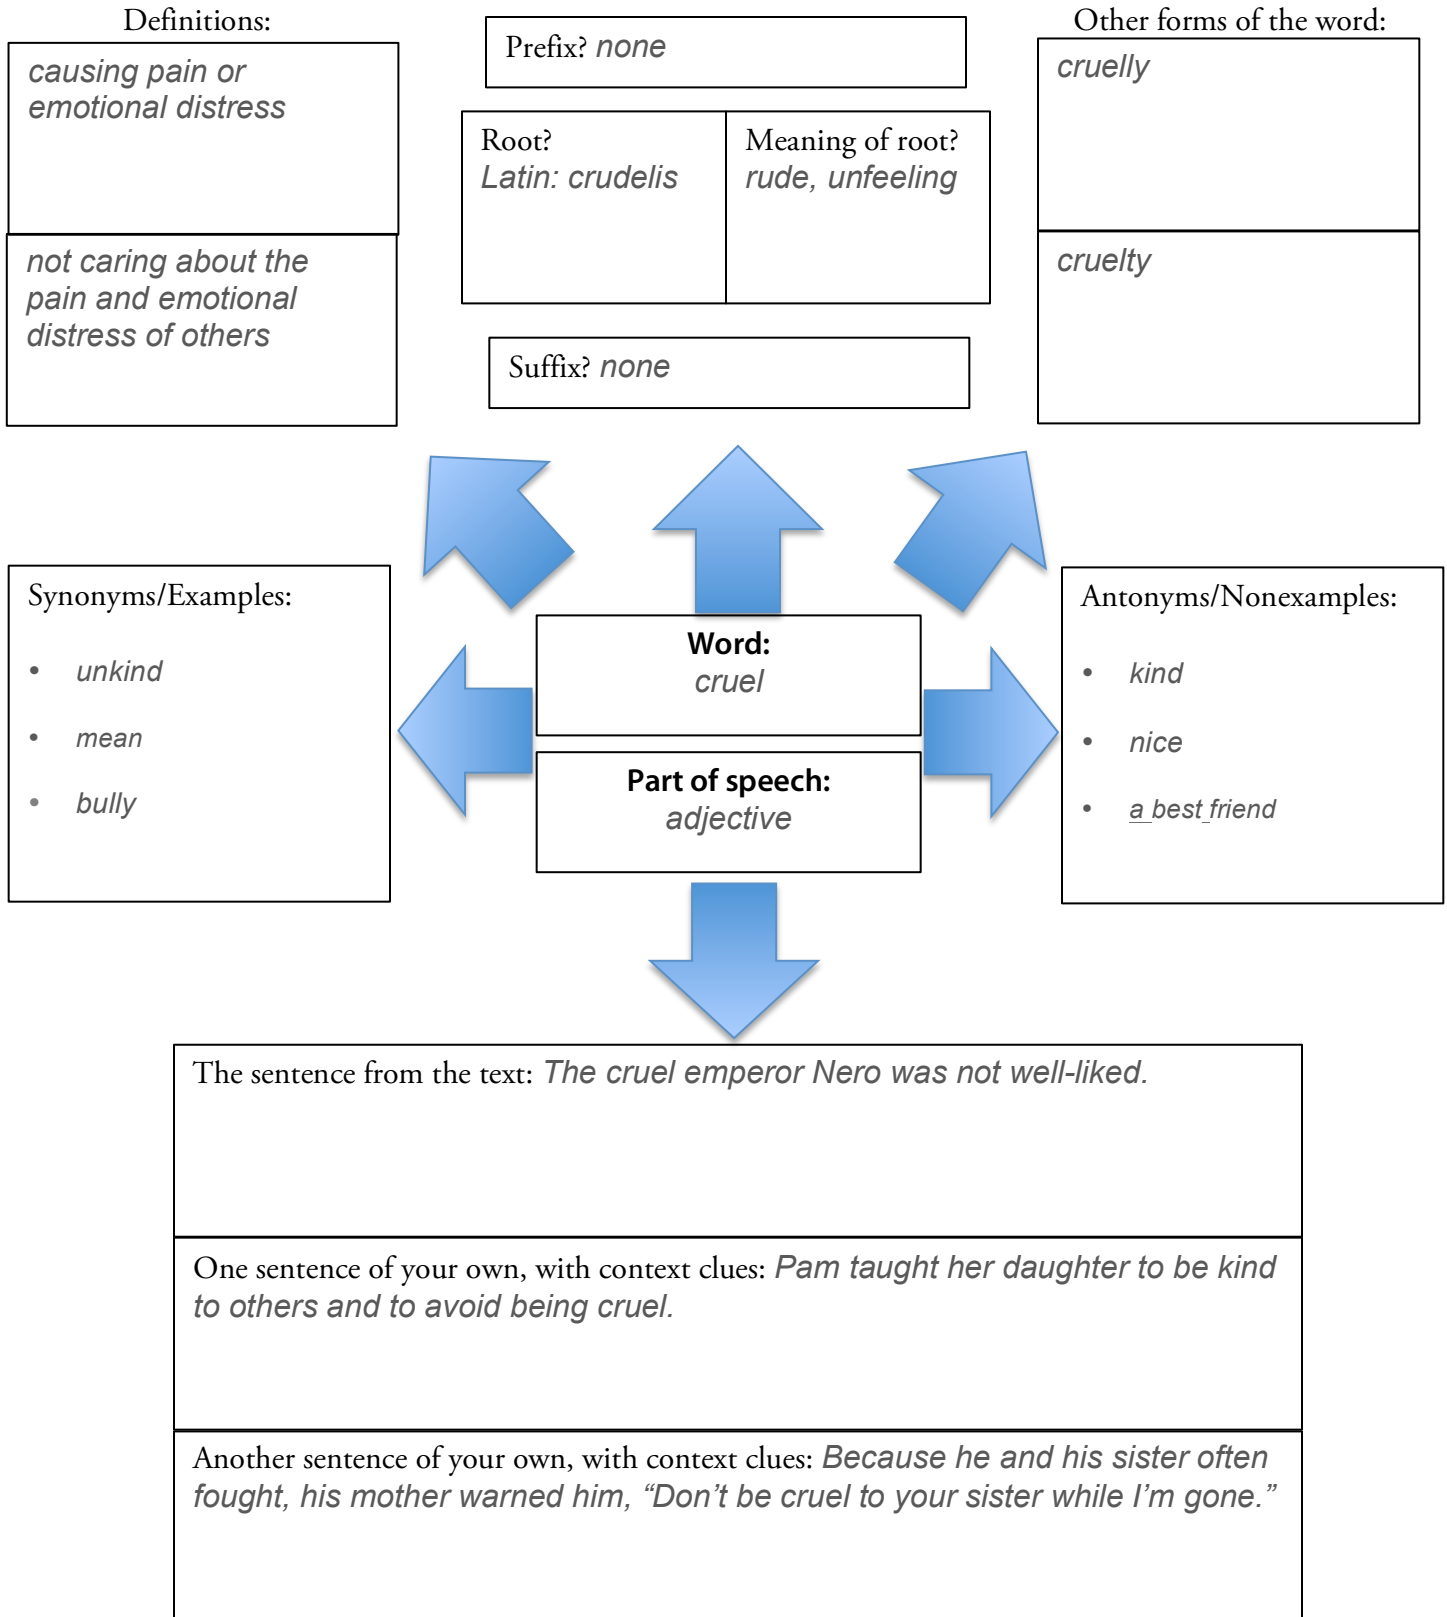 Definitions:
causing pain or
emotional distress
not caring about the
pain and emotional
distress of others
Prefix? none
Root?
Latin: crudelis
Meaning of root?
rude, unfeeling
Suffix? none
Other forms of the word:
cruelly
cruelty
Synonyms/Examples:
• unkind
• mean
• bully
Word:
cruel
Part of speech:
adjective
Antonyms/Nonexamples:
• kind
• nice
• a best friend
The sentence from the text: The cruel emperor Nero was not well-liked.
One sentence of your own, with context clues: Pam taught her daughter to be kind
to others and to avoid being cruel.
Another sentence of your own, with context clues: Because he and his sister often
fought, his mother warned him, “Don’t be cruel to your sister while I’m gone.”